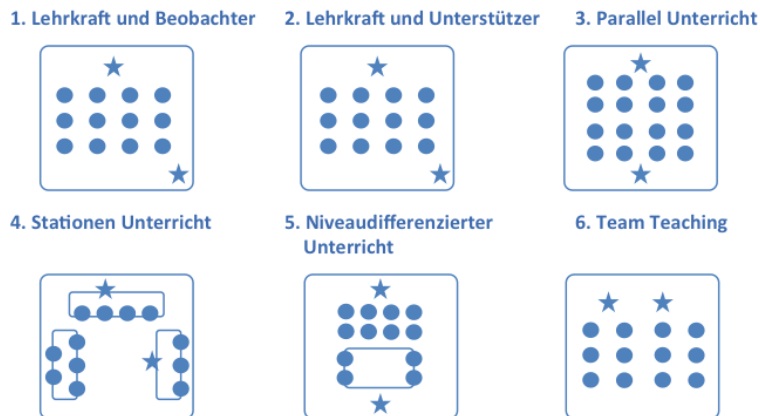 1. Lehrkraft und Beobachter
2. Lehrkraft und Unterstützer
3. Parallel Unterricht
4. Stationen Unterricht
5. Niveaudifferenzierter
Unterricht
6. Team Teaching